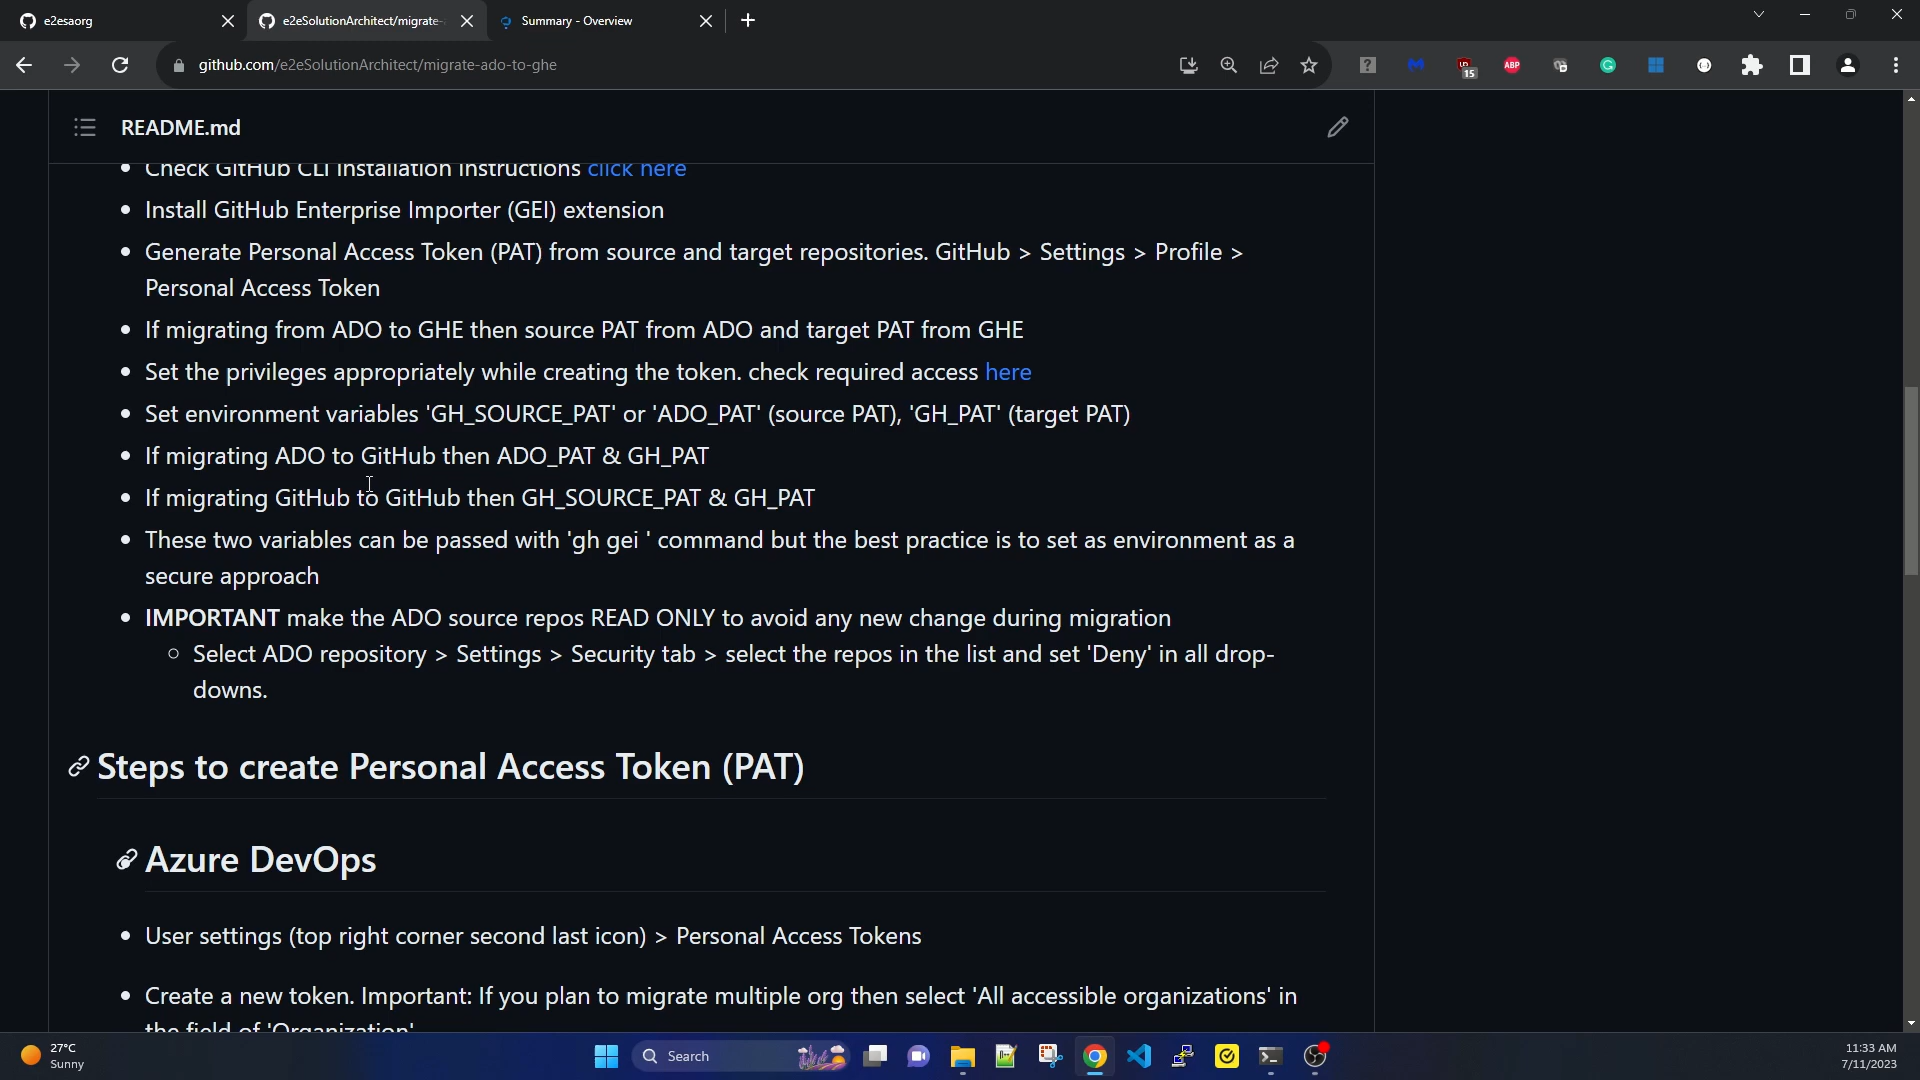 e2esaorg
e2eSolutionArchitect/migrate-
Summary - Overview
github.com/e2eSolutionArchitect/migrate-ado-to-ghe
15
ABP
README.md
• Check GitHub CLI installation instructions click here
• Install GitHub Enterprise Importer (GEI) extension
• Generate Personal Access Token (PAT) from source and target repositories. GitHub > Settings > Profile >
Personal Access Token
• If migrating from ADO to GHE then source PAT from ADO and target PAT from GHE
• Set the privileges appropriately while creating the token. check required access here
• Set environment variables 'GH_SOURCE_PAT' or 'ADO_PAT' (source PAT), 'GH_PAT' (target PAT)
• If migrating ADO to GitHub then ADO_PAT & GH_PAT
• If migrating GitHub to GitHub then GH_SOURCE_PAT & GH_PAT
• These two variables can be passed with 'gh gei ' command but the best practice is to set as environment as a
secure approach
• IMPORTANT make the ADO source repos READ ONLY to avoid any new change during migration
○ Select ADO repository > Settings > Security tab > select the repos in the list and set 'Deny' in all drop-
downs.
Steps to create Personal Access Token (PAT)
Azure DevOps
• User settings (top right corner second last icon) > Personal Access Tokens
• Create a new token. Important: If you plan to migrate multiple org then select 'All accessible organizations' in
the field of 'Organization'
27°C
Sunny
Search
11:33 AM
7/11/2023